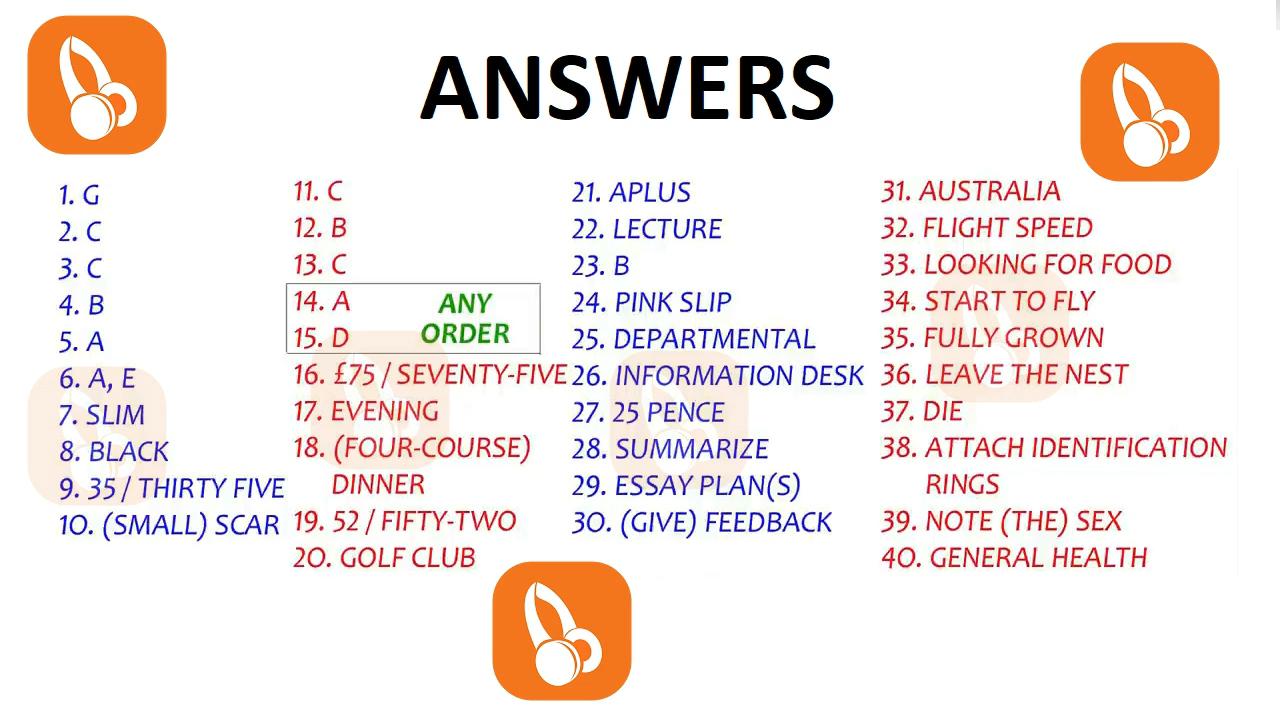 ANSWERS
1. G
2. C
3. C
4. B
5. A
6. A, E
7. SLIM
8. BLACK
9. 35 / THIRTY FIVE
10. (SMALL) SCAR
11. C
12. B
13. C
14. A
15. D
ANY
ORDER
16. £75 / SEVENTY-FIVE
17. EVENING
18. (FOUR-COURSE)
DINNER
19. 52 / FIFTY-TWO
20. GOLF CLUB
21. APLUS
22. LECTURE
23. B
24. PINK SLIP
25. DEPARTMENTAL
26. INFORMATION DESK
27. 25 PENCE
28. SUMMARIZE
29. ESSAY PLAN(S)
30. (GIVE) FEEDBACK
31. AUSTRALIA
32. FLIGHT SPEED
33. LOOKING FOR FOOD
34. START TO FLY
35. FULLY GROWN
36. LEAVE THE NEST
37. DIE
38. ATTACH IDENTIFICATION
RINGS
39. NOTE (THE) SEX
40. GENERAL HEALTH